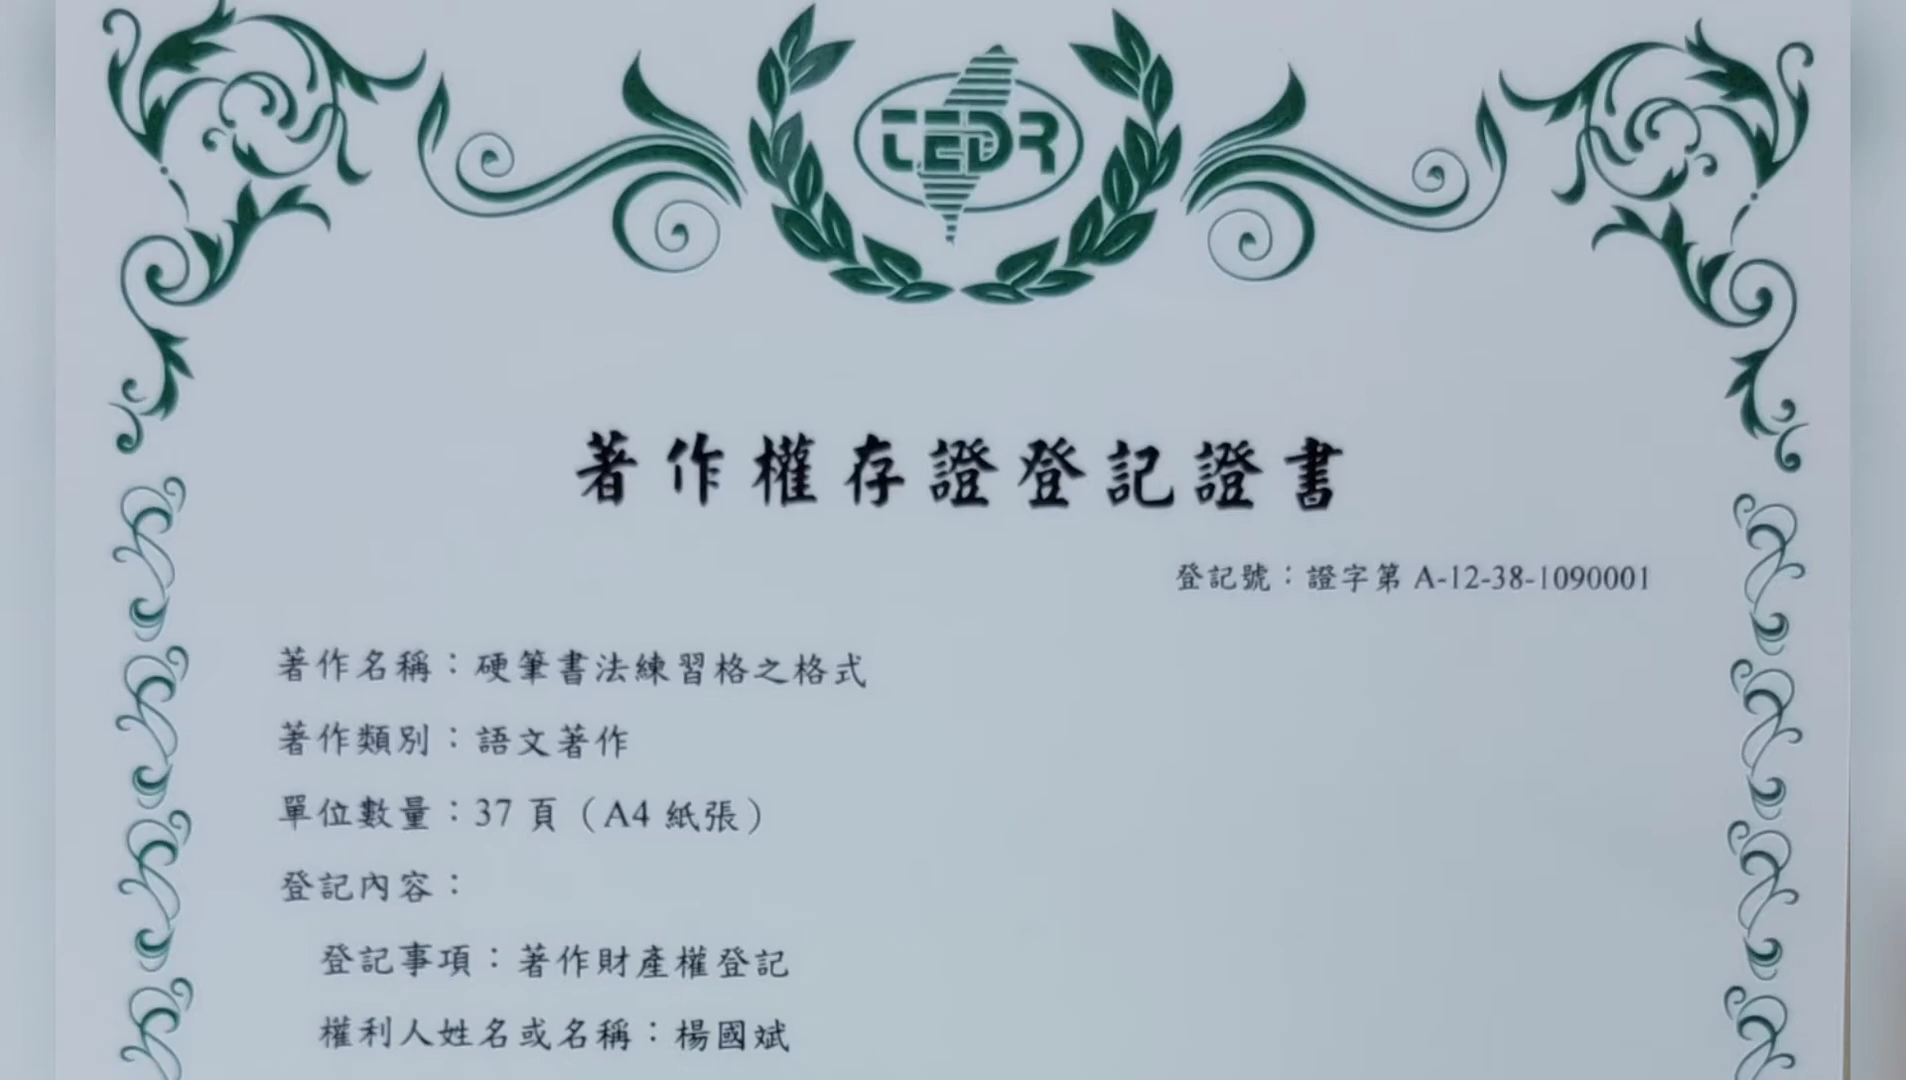 TEDR
著作權存證登記證書
登記號：證字第 A-12-38-1090001
著作名稱：硬筆書法練習格之格式
著作類別：語文著作
單位數量：37 頁（A4 紙張）
登記內容：
登記事項：著作財產權登記
權利人姓名或名稱：楊國斌